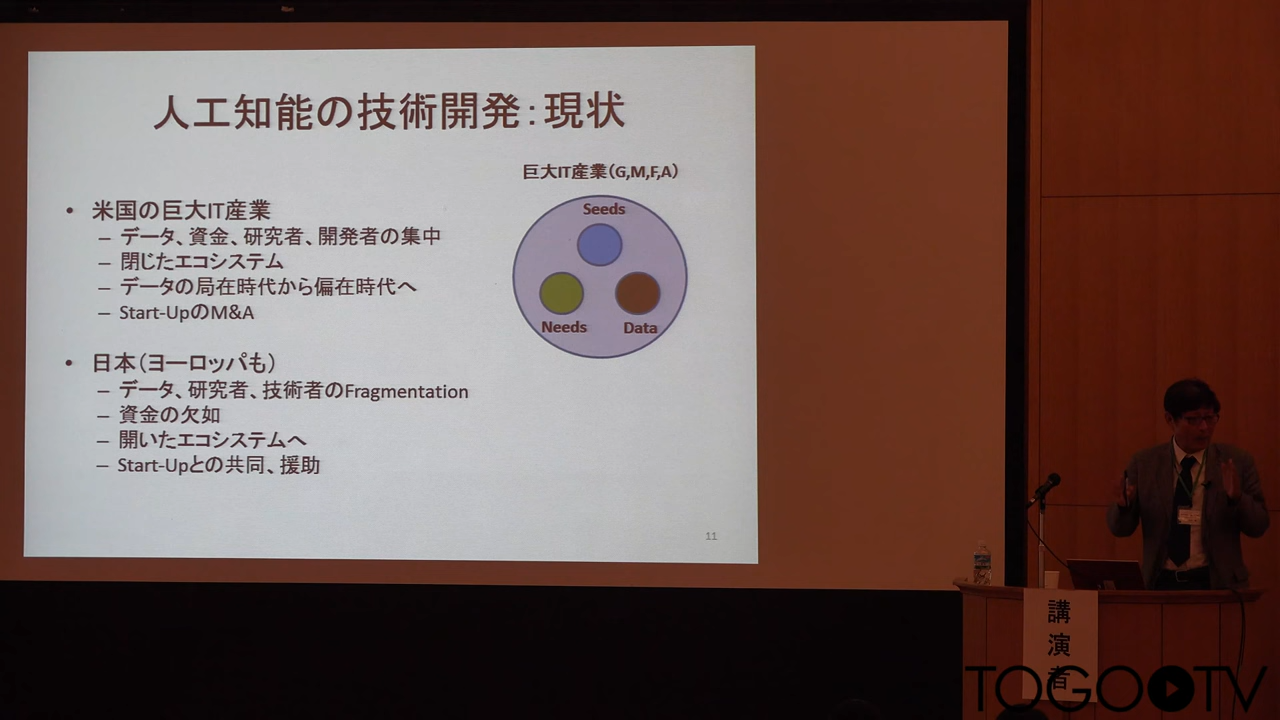 人工知能の技術開発：現状
巨大IT産業（G,M,F,A）
Seeds
Needs
Data
• 米国の巨大IT産業
– データ、資金、研究者、開発者の集中
– 閉じたエコシステム
– データの局在時代から偏在時代へ
– Start-UpのM&A
• 日本（ヨーロッパも）
– データ、研究者、技術者のFragmentation
– 資金の欠如
– 開いたエコシステムへ
– Start-Upとの共同、援助
11
講演者
TOGOTV